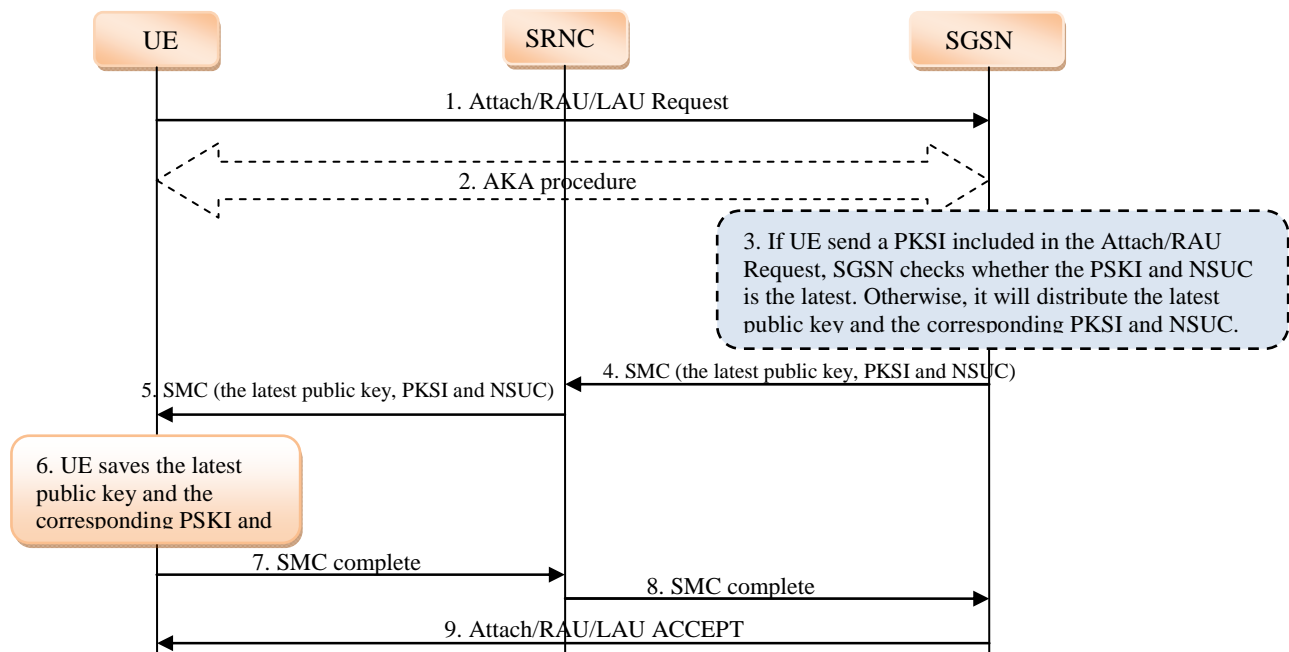 UE
SRNC
SGSN
1. Attach/RAU/LAU Request
2. AKA procedure
3. If UE send a PKSI included in the Attach/RAU
Request, SGSN checks whether the PSKI and NSUC
is the latest. Otherwise, it will distribute the latest
public key and the corresponding PKSI and NSUC.
4. SMC (the latest public key, PKSI and NSUC)
5. SMC (the latest public key, PKSI and NSUC)
6. UE saves the latest
public key and the
corresponding PSKI and
7. SMC complete
8. SMC complete
9. Attach/RAU/LAU ACCEPT